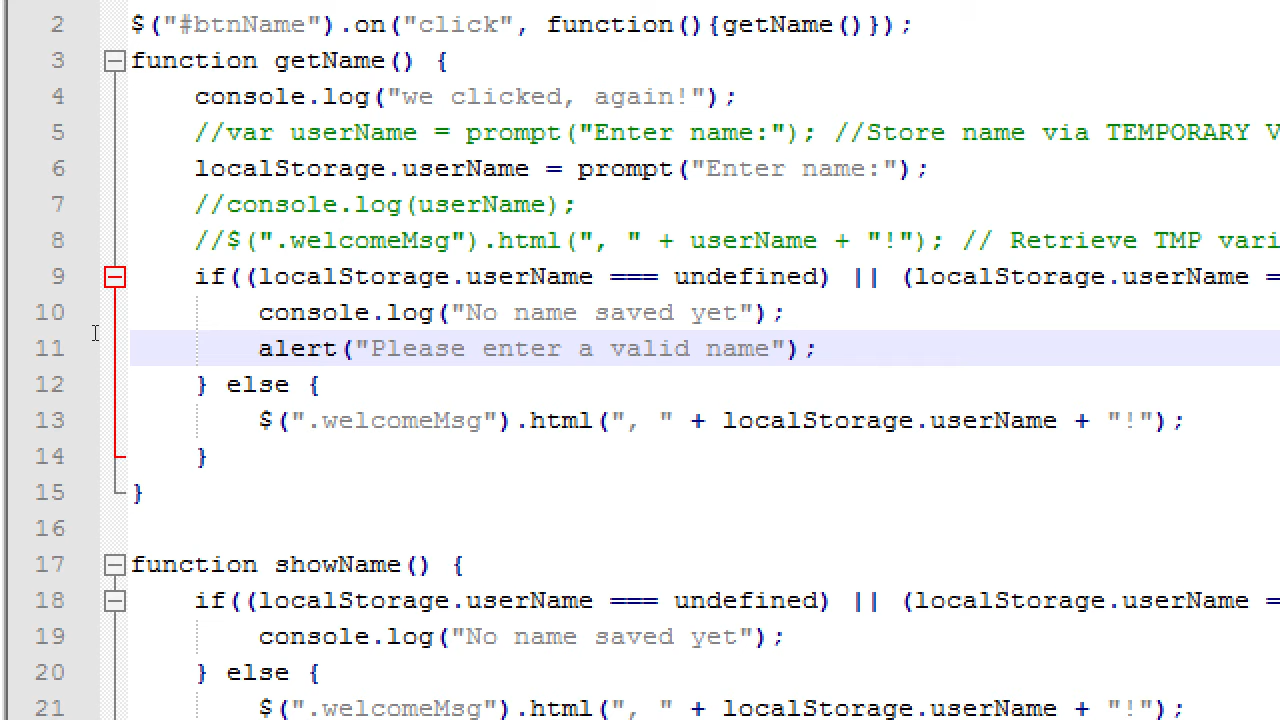 2 $("#btnName").on("click", function(){getName()});
3 function getName() {
4 console.log("we clicked, again!");
5 //var userName = prompt("Enter name:"); //Store name via TEMPORARY V
6 localStorage.userName = prompt("Enter name:");
7 //console.log(userName);
8 //$(".welcomeMsg").html(", " + userName + "!"); // Retrieve TMP vari
9 if((localStorage.userName === undefined) || (localStorage.userName =
10 console.log("No name saved yet");
11 alert("Please enter a valid name");
12 } else {
13 $(".welcomeMsg").html(", " + localStorage.userName + "!");
14 }
15 }
16
17 function showName() {
18 if((localStorage.userName === undefined) || (localStorage.userName =
19 console.log("No name saved yet");
20 } else {
21 $(".welcomeMsg").html(", " + localStorage.userName + "!");